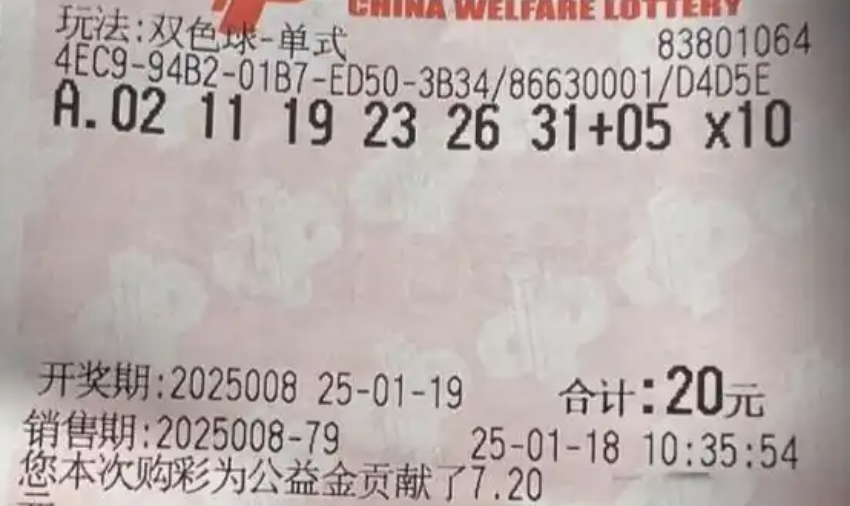 CHINA WELFARE LOTTERY
玩法:双色球-单式 83801064
4EC9-94B2-01B7-ED50-3B34/86630001/D4D5E
A.02 11 19 23 26 31+05 x10
开奖期:2025008 25-01-19 合计:20元
销售期:2025008-79 25-01-18 10:35:54
您本次购彩为公益金贡献了7.20
元